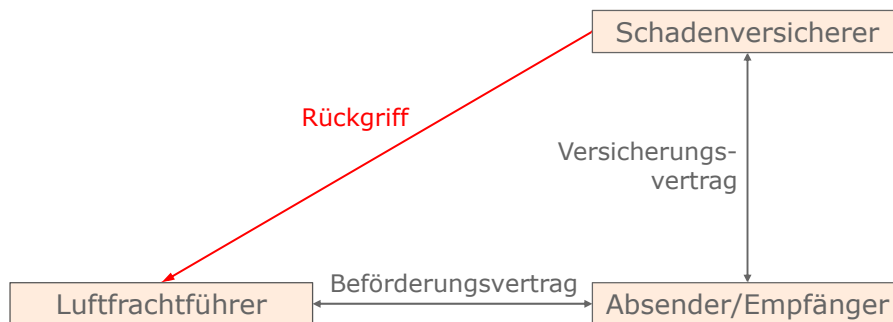 Schadenversicherer
Rückgriff
Versicherungs-
vertrag
Beförderungsvertrag
Luftfrachtführer
Absender/Empfänger